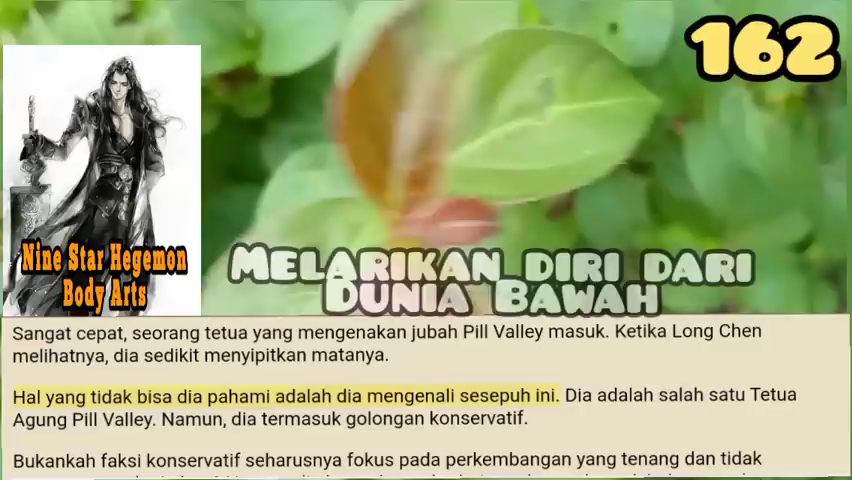 162
Nine Star Hegemon
Body Arts
Melarikan diri dari
Dunia Bawah
Sangat cepat, seorang tetua yang mengenakan jubah Pill Valley masuk. Ketika Long Chen
melihatnya, dia sedikit menyipitkan matanya.
Hal yang tidak bisa dia pahami adalah dia mengenali sesepuh ini. Dia adalah salah satu Tetua
Agung Pill Valley. Namun, dia termasuk golongan konservatif.
Bukankah faksi konservatif seharusnya fokus pada perkembangan yang tenang dan tidak